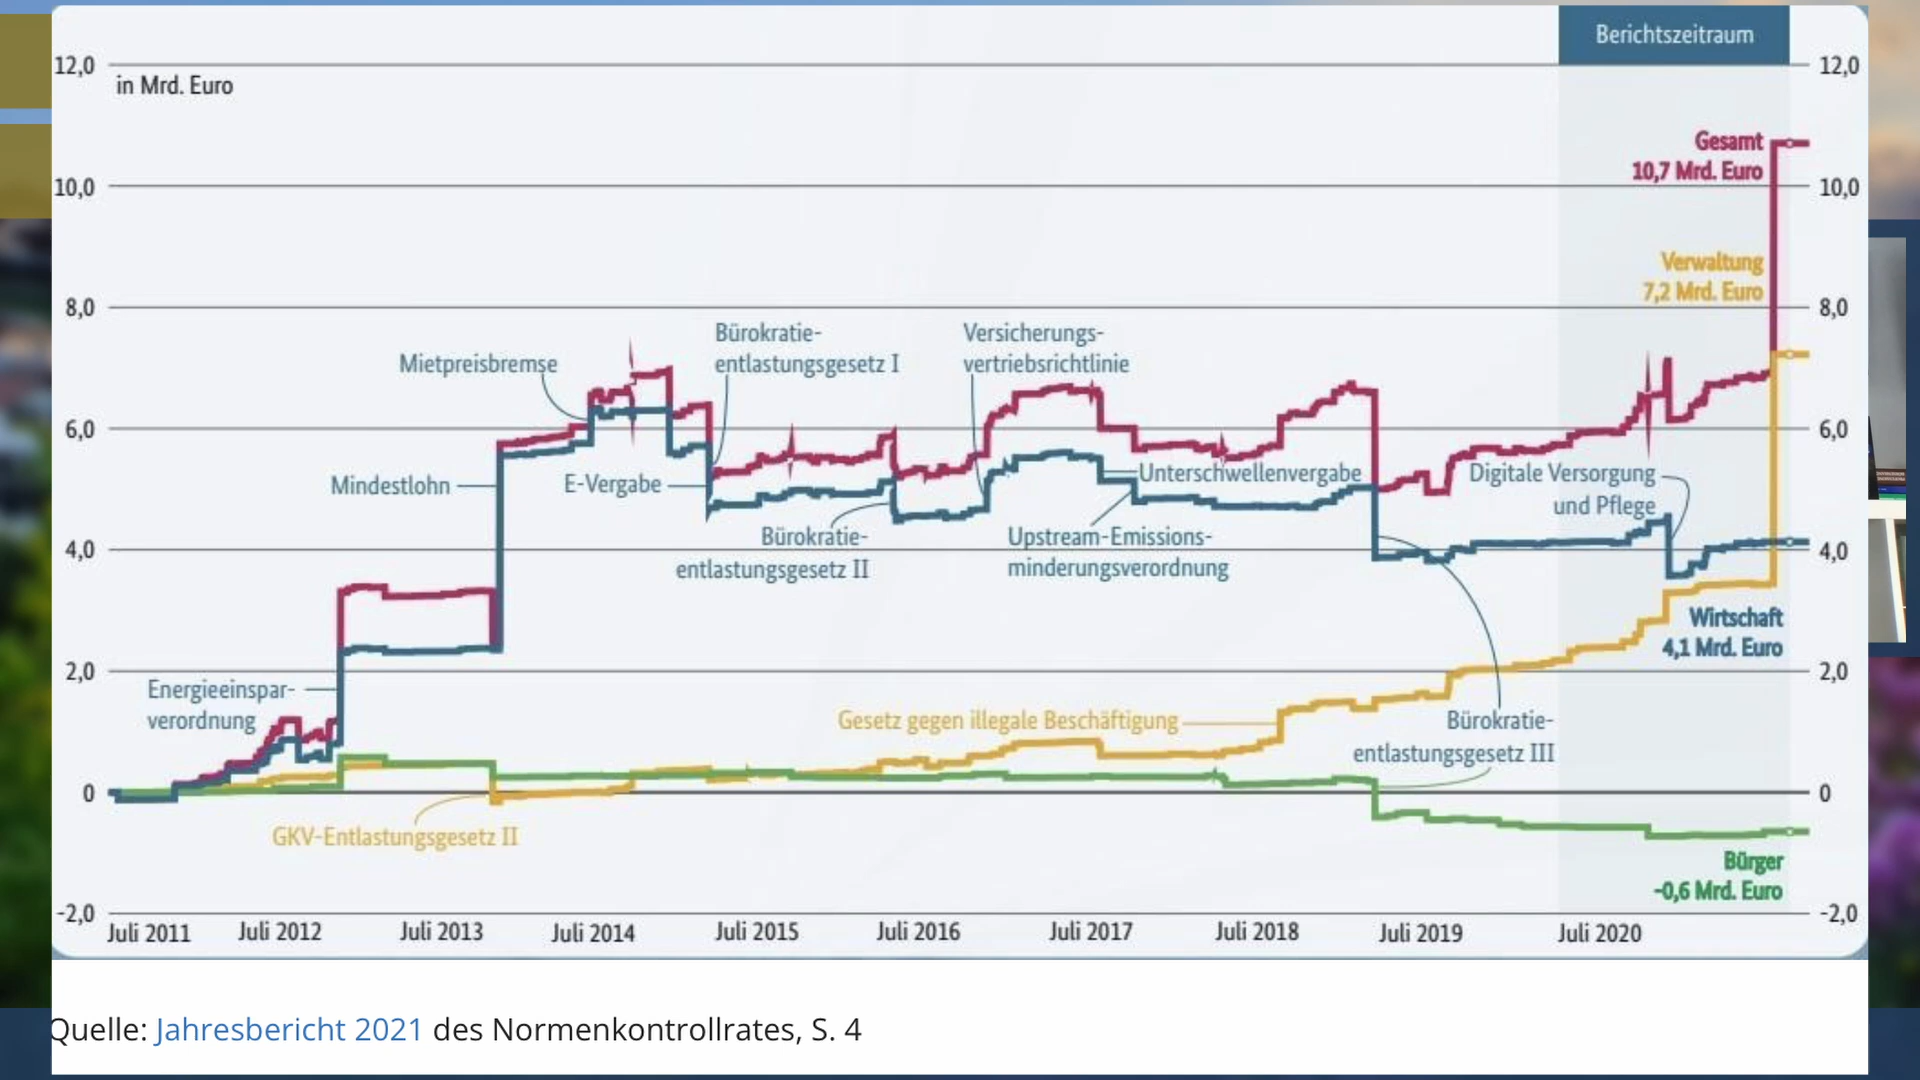 Berichtszeitraum
12,0
12,0
in Mrd. Euro
Gesamt
10,7 Mrd. Euro
10,0
10,0
Verwaltung
7,2 Mrd. Euro
8,0
8,0
Mietpreisbremse
Bürokratie-
entlastungsgesetz I
Versicherungs-
vertriebsrichtlinie
6,0
6,0
Mindestlohn
E-Vergabe
Unterschwellenvergabe
Digitale Versorgung
und Pflege
Bürokratie-
entlastungsgesetz II
Upstream-Emissions-
minderungsverordnung
4,0
4,0
Wirtschaft
4,1 Mrd. Euro
2,0
2,0
Energieeinspar-
verordnung
Gesetz gegen illegale Beschäftigung
Bürokratie-
entlastungsgesetz III
0
0
GKV-Entlastungsgesetz II
Bürger
-0,6 Mrd. Euro
-2,0
-2,0
Juli 2011
Juli 2012
Juli 2013
Juli 2014
Juli 2015
Juli 2016
Juli 2017
Juli 2018
Juli 2019
Juli 2020
Quelle: Jahresbericht 2021 des Normenkontrollrates, S. 4